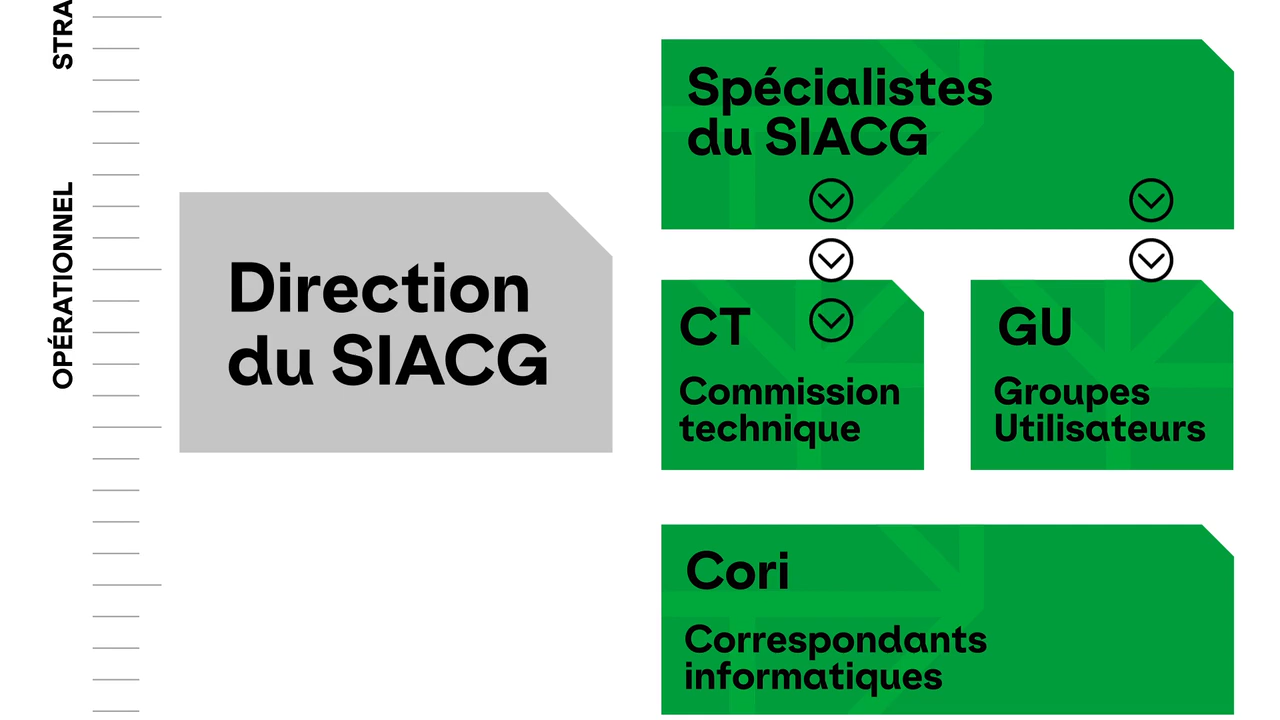 STRA
OPÉRATIONNEL
Direction
du SIACG
Spécialistes
du SIACG
CT
Commission
technique
GU
Groupes
Utilisateurs
Cori
Correspondants
informatiques